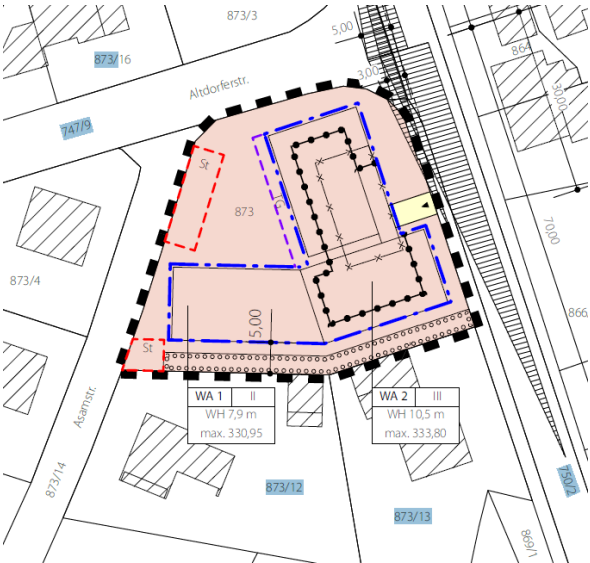 873/3
5,00
864
873/16
3,00
Altdorferstr.
30,00
747/9
St
873
70,00
873/4
866,
5,00
St
WA 1 II
WH 7,9 m
max. 330,95
WA 2 III
WH 10,5 m
max. 333,80
Asamstr.
873/14
873/12
750/2
873/13
869/1